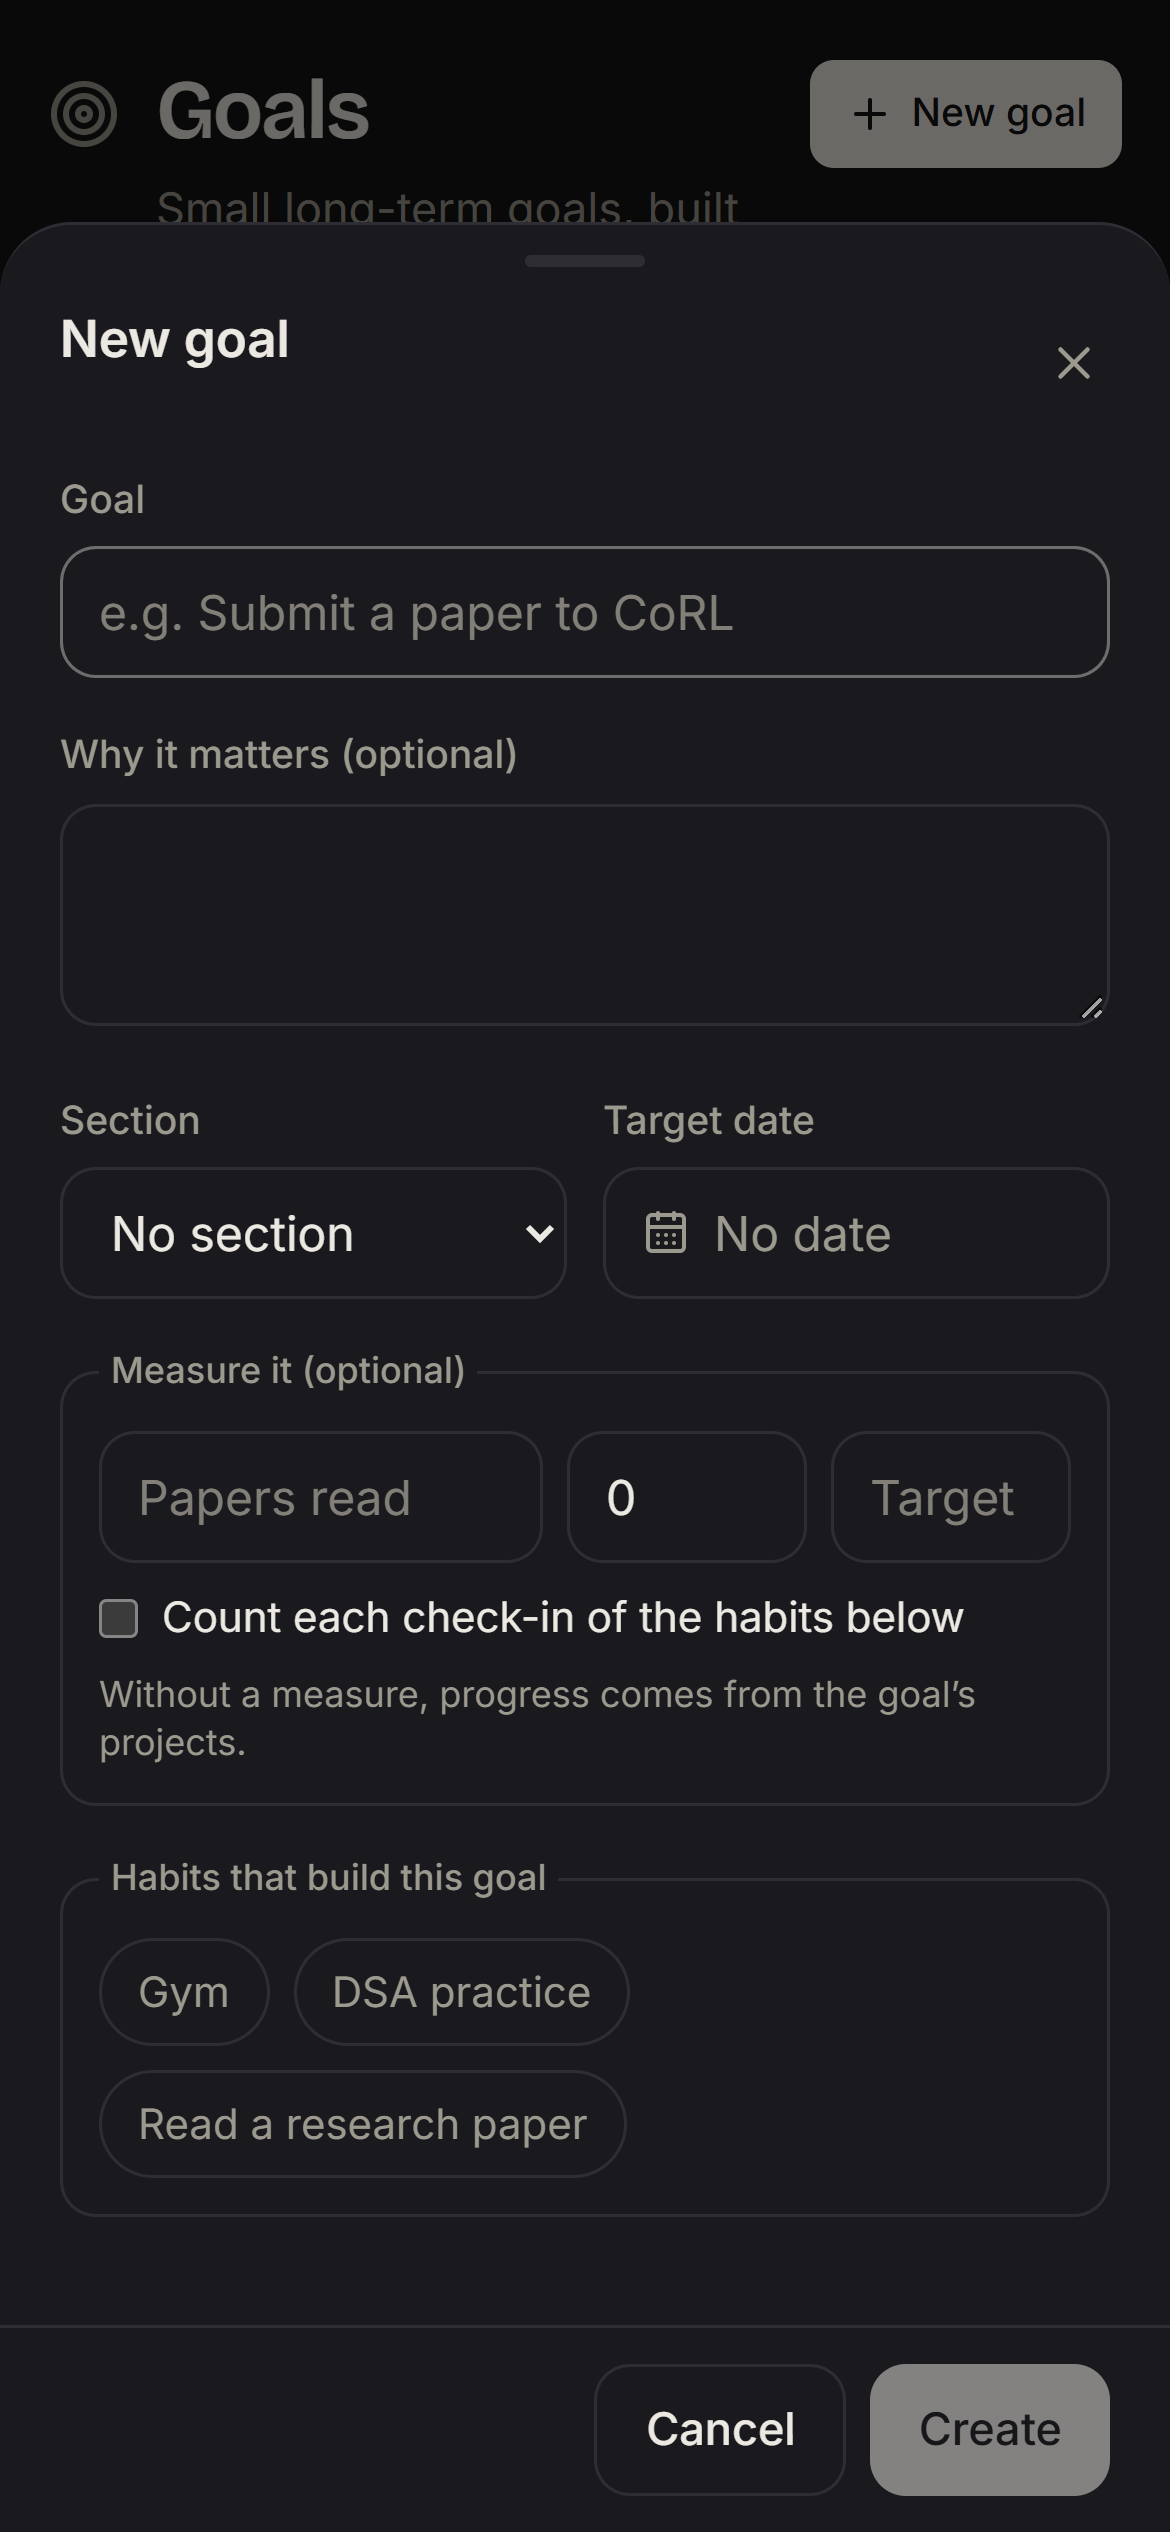 Goals
New goal
Small long-term goals, built
New goal
Goal
e.g. Submit a paper to CoRL
Why it matters (optional)
Section
Target date
No section
No date
Measure it (optional)
Papers read
0
Target
Count each check-in of the habits below
Without a measure, progress comes from the goal’s
projects.
Habits that build this goal
Gym
DSA practice
Read a research paper
Cancel
Create